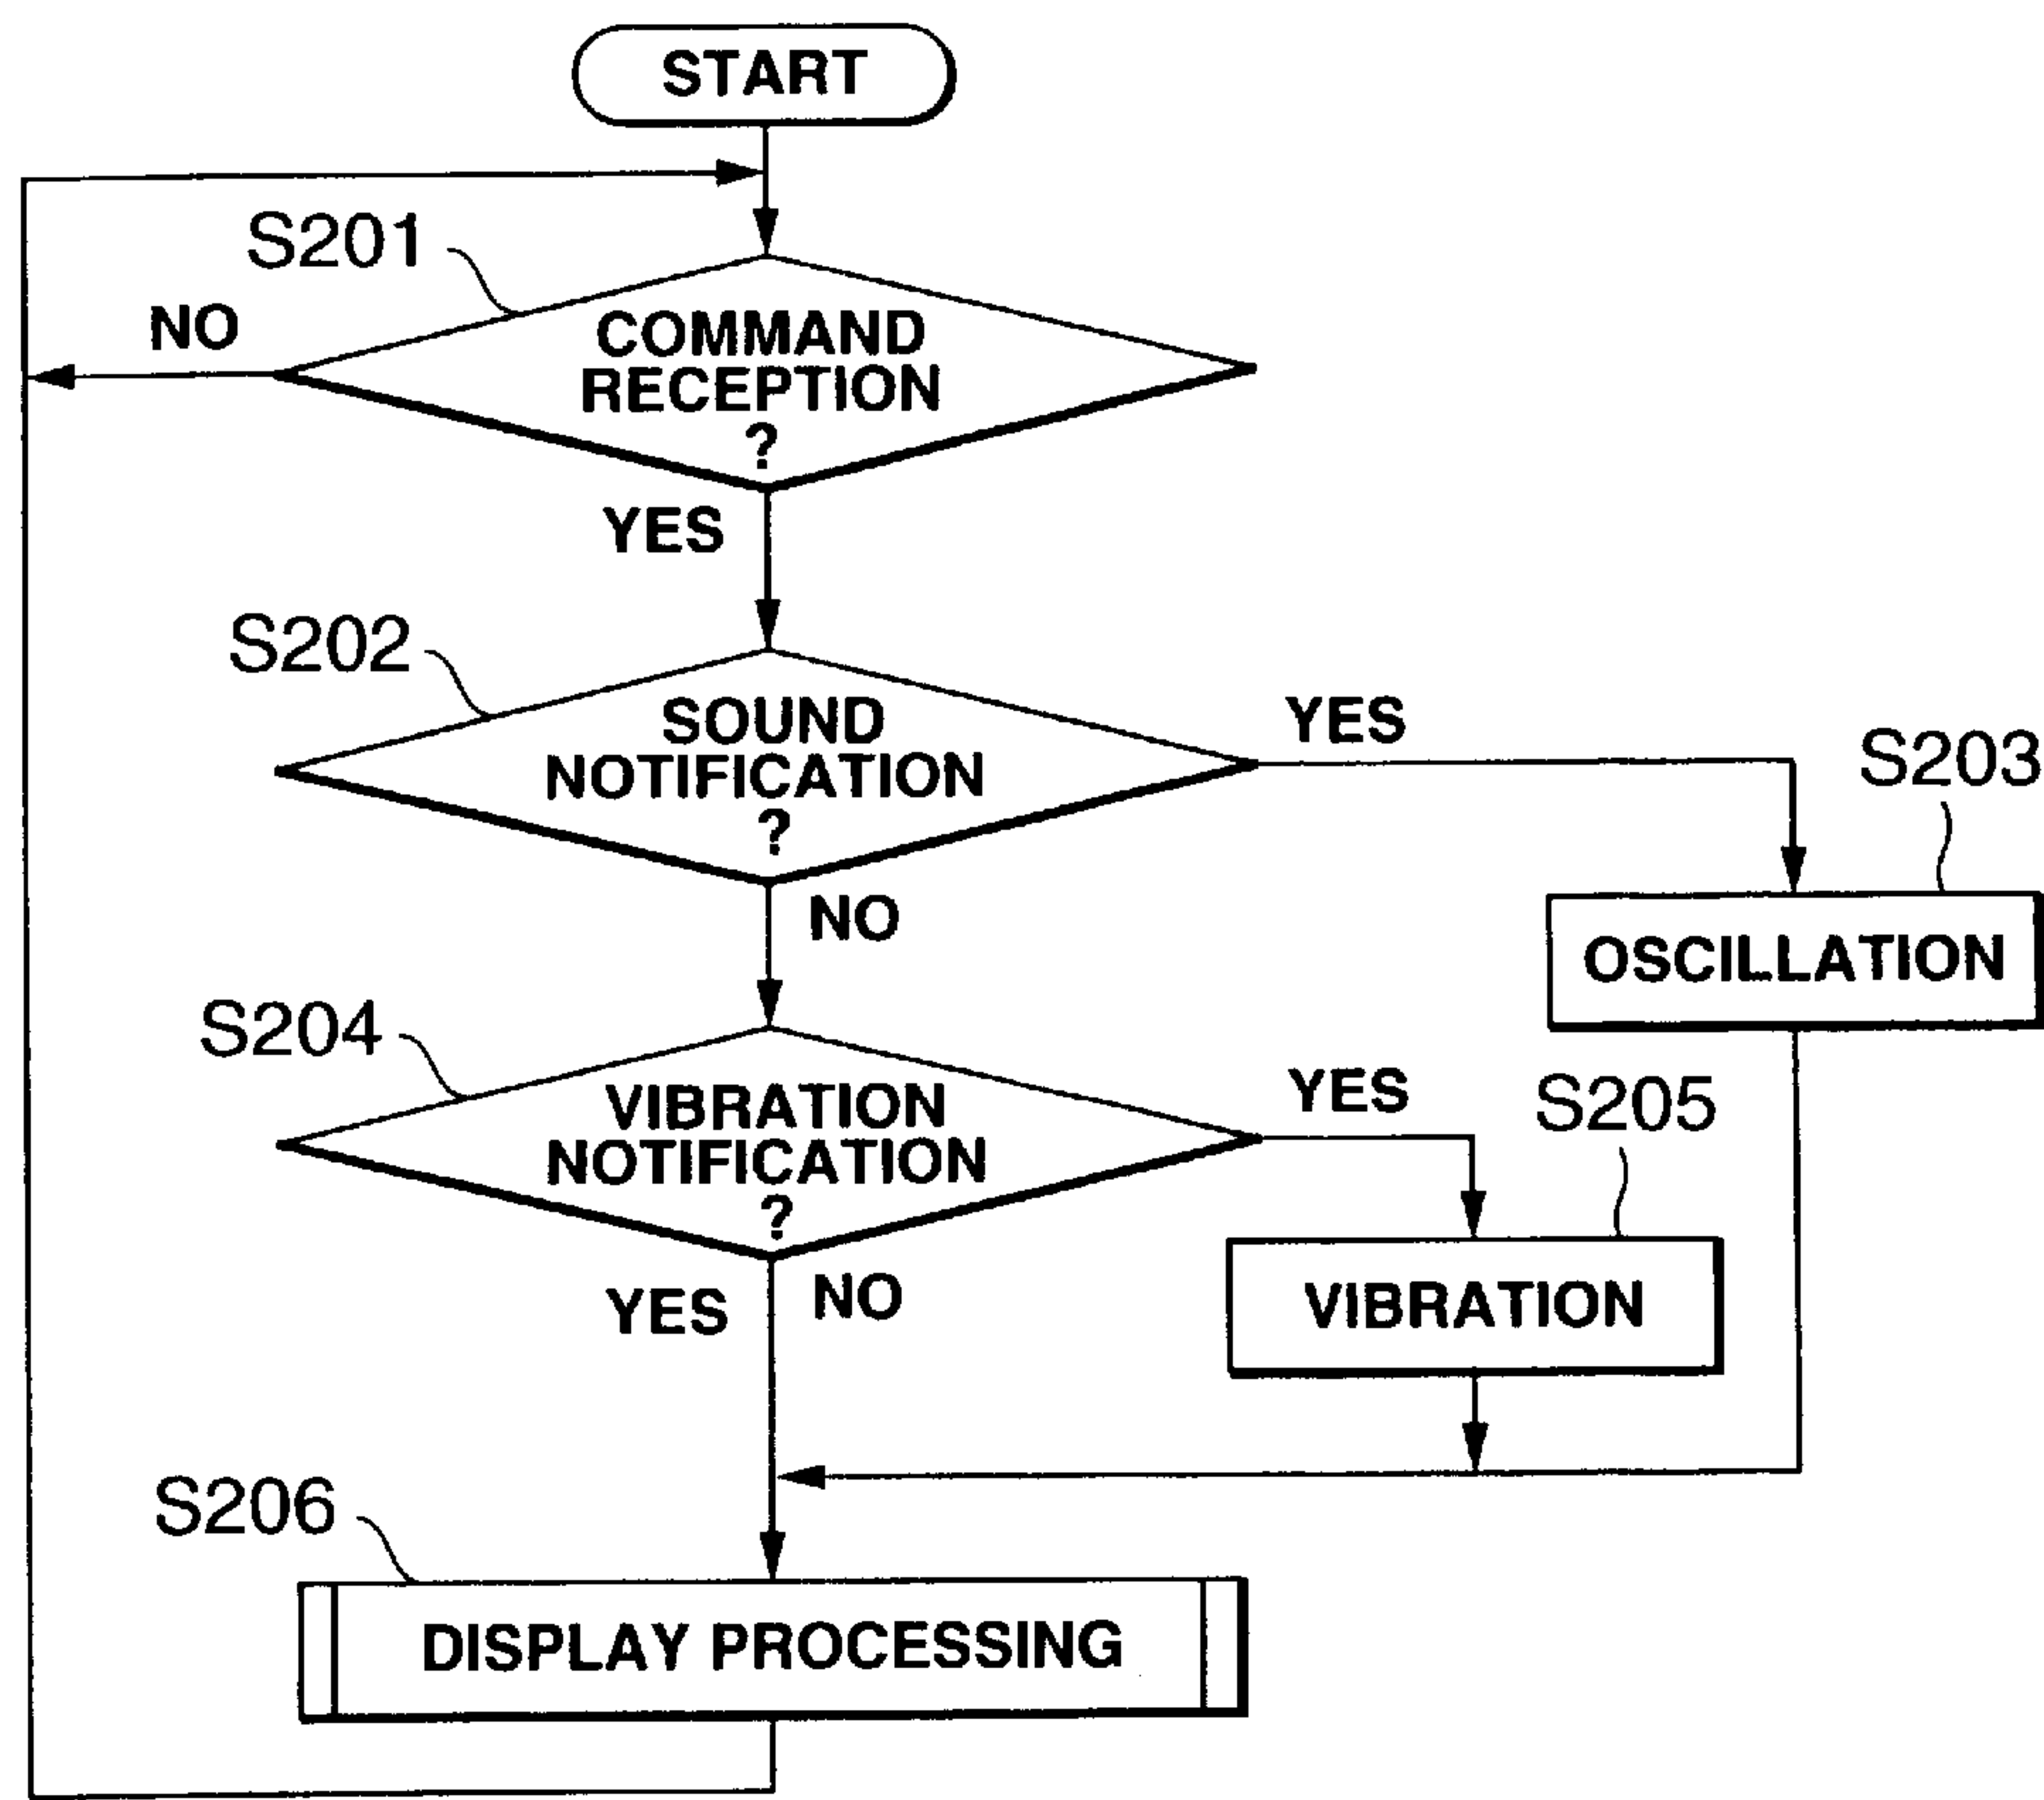 START
S201
NO
COMMAND
RECEPTION
?
YES
S202
SOUND
NOTIFICATION
?
YES
S203
NO
OSCILLATION
S204
VIBRATION
NOTIFICATION
?
YES
S205
YES
NO
VIBRATION
S206
DISPLAY PROCESSING